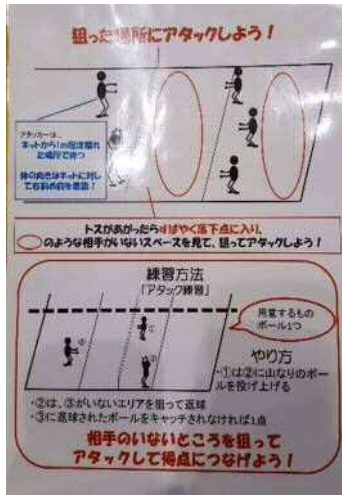 狙った場所にアタックしよう！
アタッカーは…
ネットから1m程度離れ
た場所で待つ
体の向きはネットに対し
て右斜め前を意識！
トスがあがったらすばやく落下点に入り、
のような相手がいないスペースを見て、狙ってアタックしよう！
練習方法
「アタック練習」
用意するもの
ボール1つ
①
②
③
やり方
・①は②に山なりのボー
ルを投げ上げる
・②は、③がいないエリアを狙って返球
・③に返球されたボールをキャッチされなければ1点
相手のいないところを狙って
アタックして得点につなげよう！